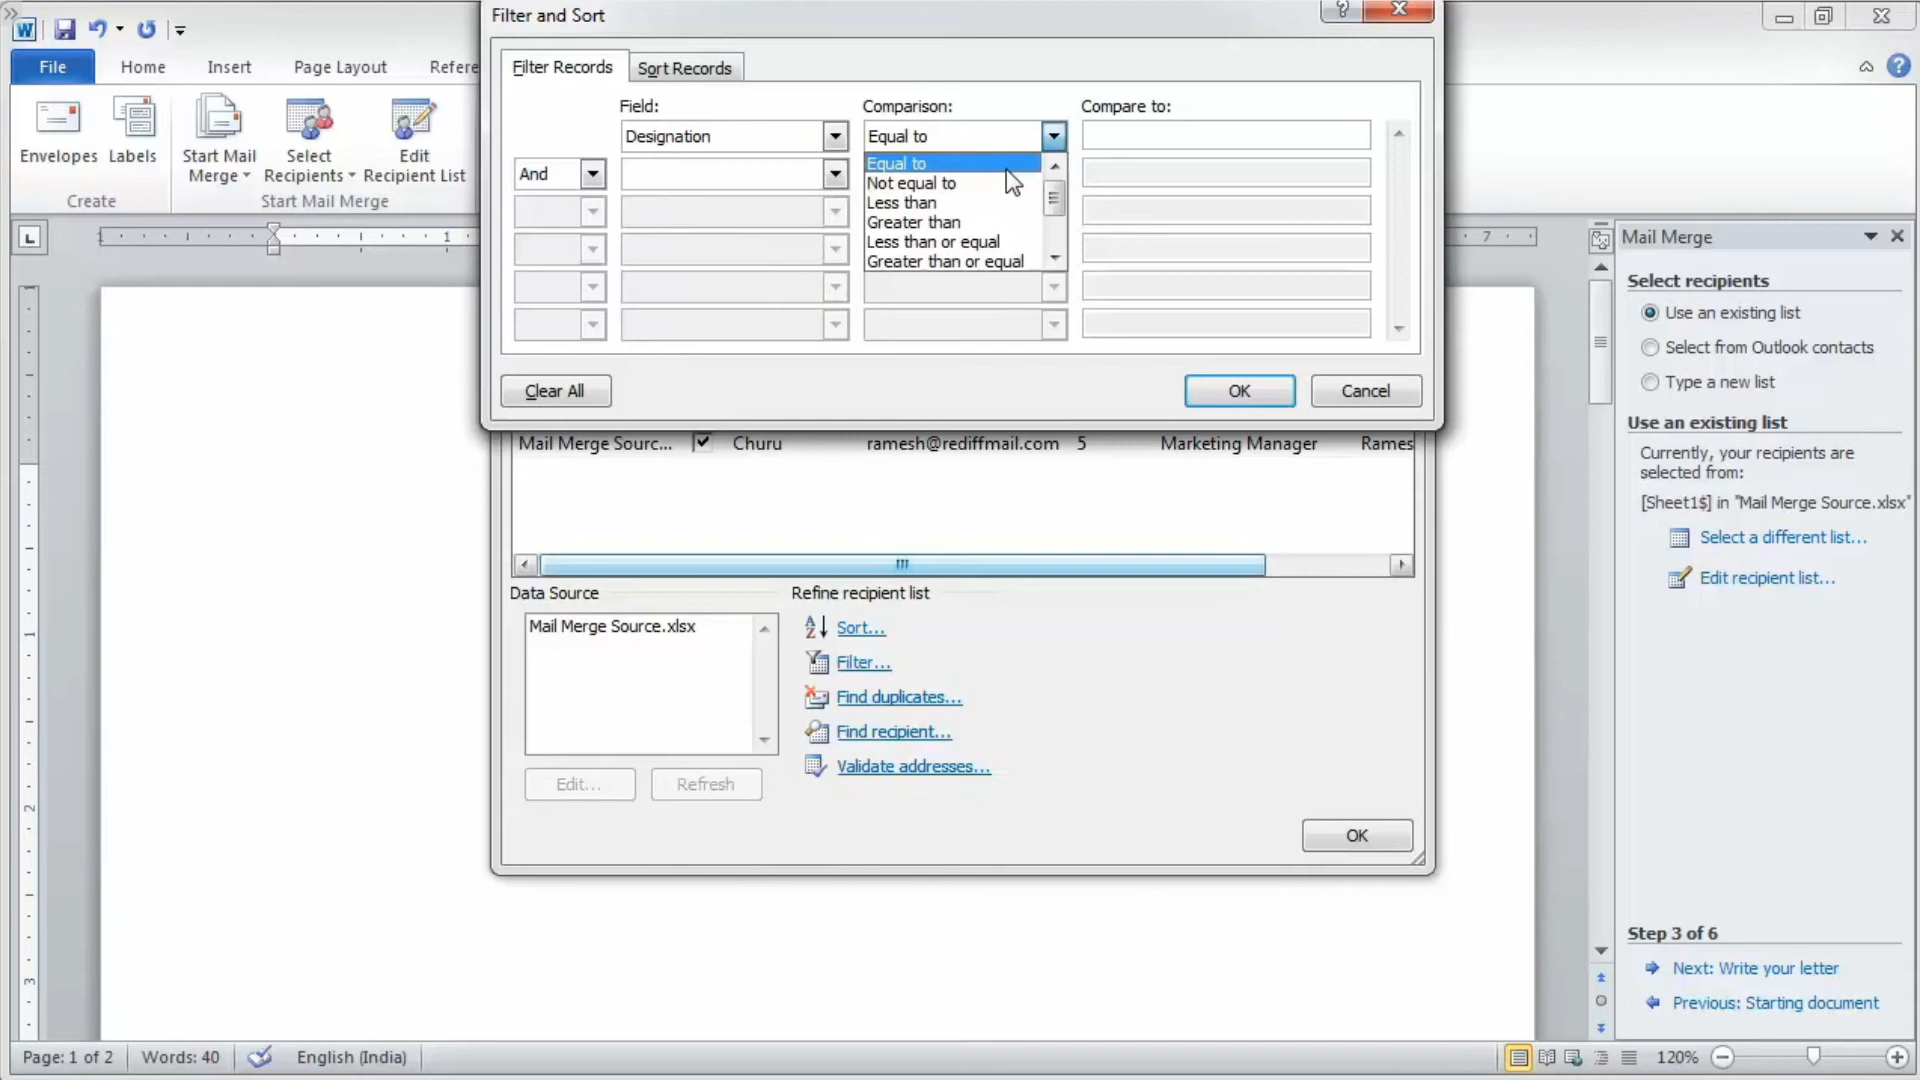 Filter and Sort
File
Home
Insert
Page Layout
Refere
Envelopes
Labels
Start Mail Merge
Select Recipients
Edit Recipient List
Create
Start Mail Merge
Filter Records
Sort Records
Field:
Comparison:
Compare to:
Designation
Equal to
And
Equal to
Not equal to
Less than
Greater than
Less than or equal
Greater than or equal
Clear All
OK
Cancel
Mail Merge Sourc...
Churu
ramesh@rediffmail.com
5
Marketing Manager
Rames
Data Source
Refine recipient list
Mail Merge Source.xlsx
Sort...
Filter...
Find duplicates...
Find recipient...
Validate addresses...
Edit...
Refresh
OK
1
1
7
1
2
3
Mail Merge
Select recipients
Use an existing list
Select from Outlook contacts
Type a new list
Use an existing list
Currently, your recipients are
selected from:
[Sheet1$] in "Mail Merge Source.xlsx"
Select a different list...
Edit recipient list...
Step 3 of 6
Next: Write your letter
Previous: Starting document
Page: 1 of 2
Words: 40
English (India)
120%